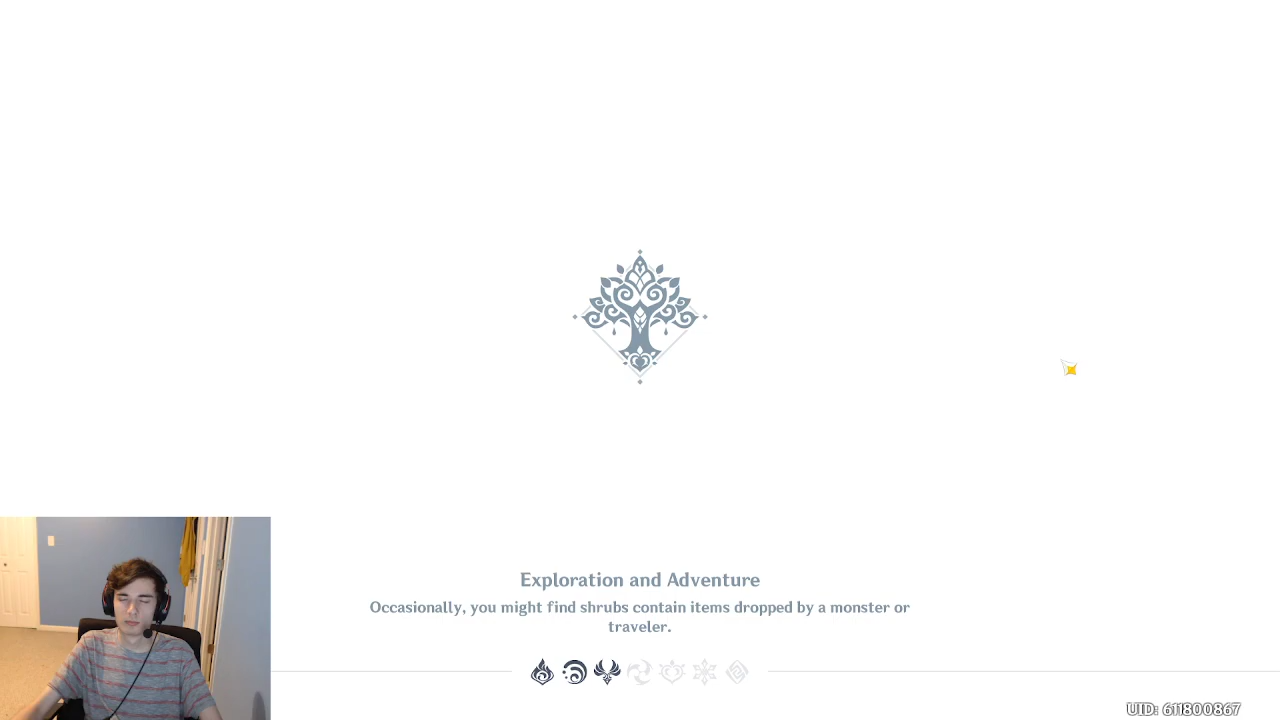 Exploration and Adventure
Occasionally, you might find shrubs contain items dropped by a monster or
traveler.
UID: 611800867